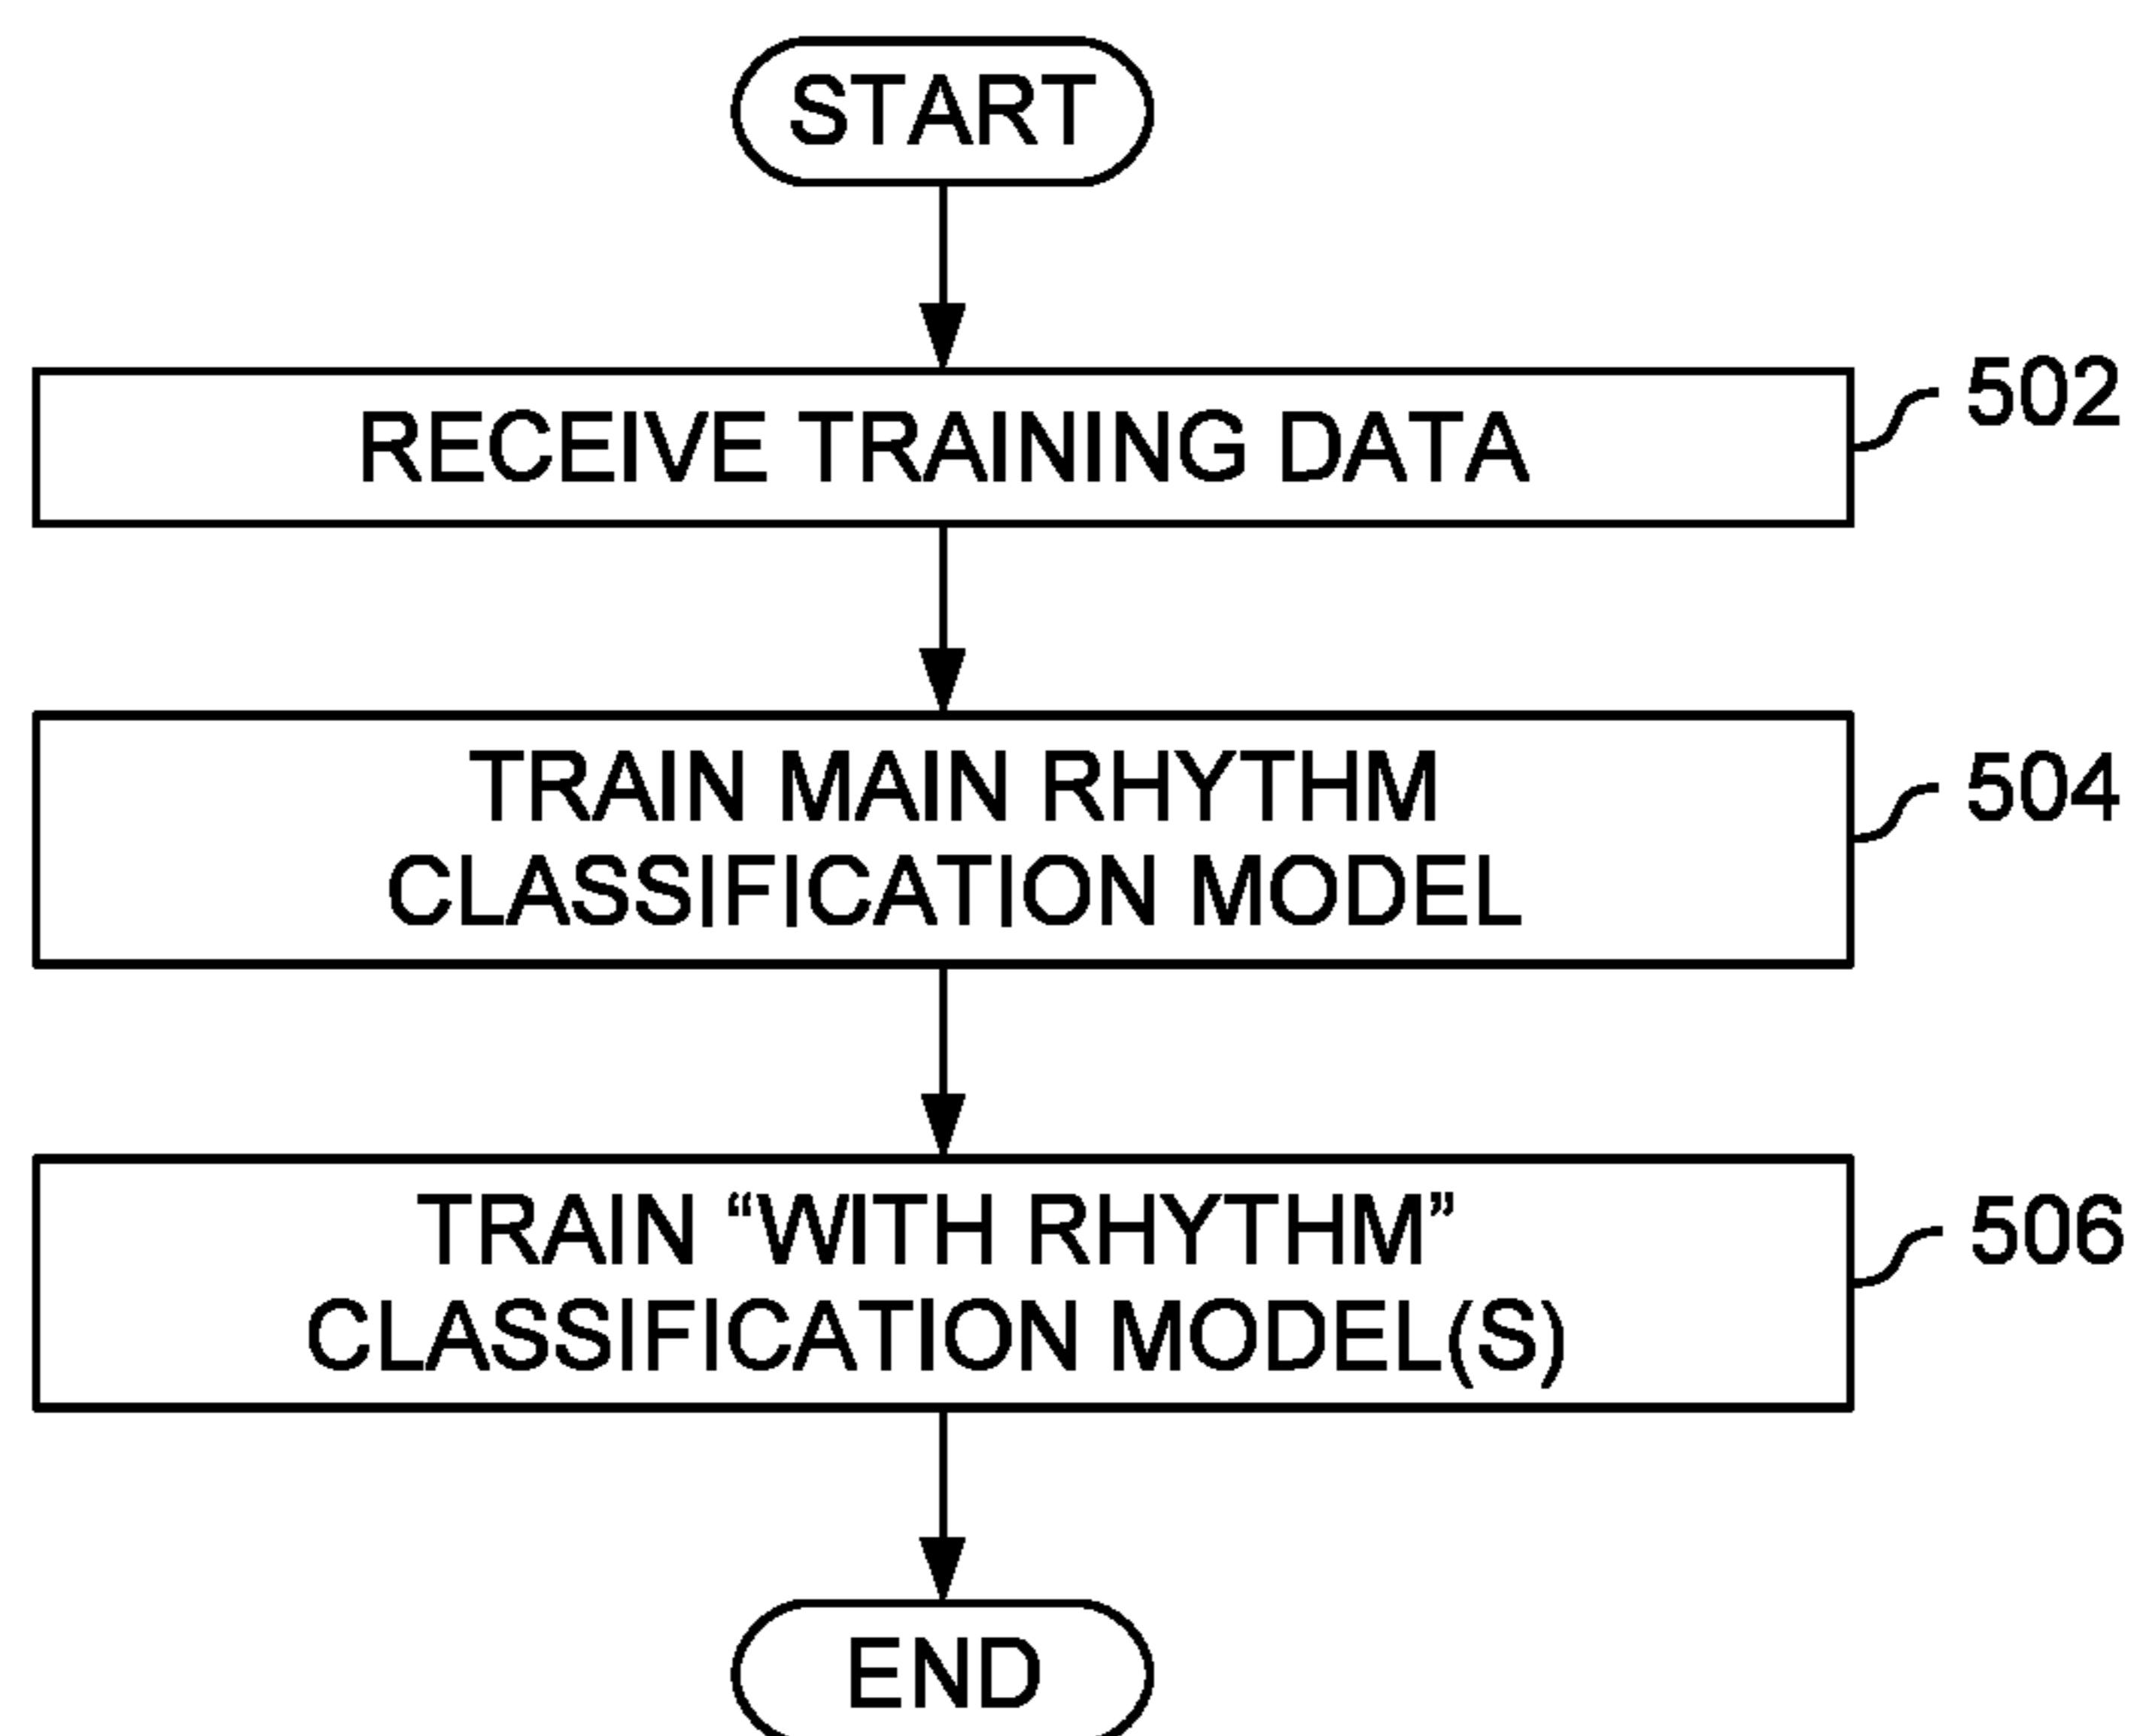 START
RECEIVE TRAINING DATA
502
TRAIN MAIN RHYTHM
CLASSIFICATION MODEL
504
TRAIN “WITH RHYTHM”
CLASSIFICATION MODEL(S)
506
END